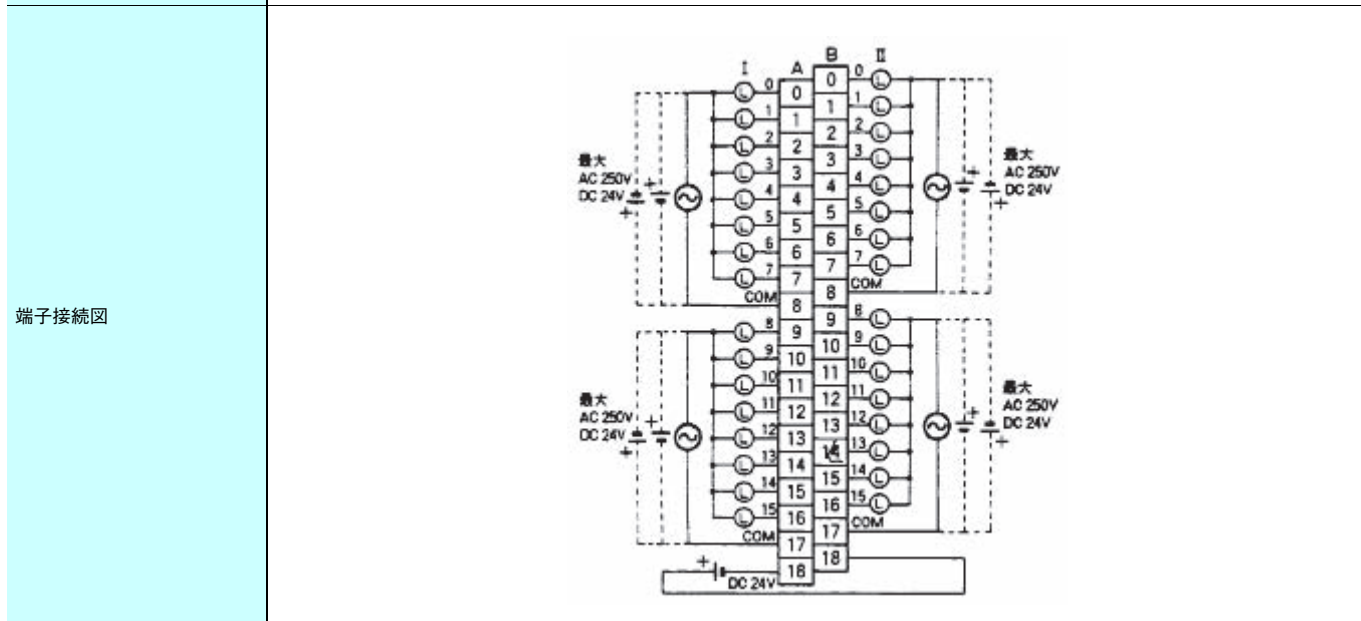 端子接続図
I A B II
最大
AC 250V
DC 24V
+
+
L 0 0
L 1 1
L 2 2
L 3 3
L 4 4
L 5 5
L 6 6
L 7 7
COM 8
0 0 L
1 1 L
2 2 L
3 3 L
4 4 L
5 5 L
6 6 L
7 7 L
8 COM
最大
AC 250V
DC 24V
+
+
最大
AC 250V
DC 24V
+
+
L 8 9
L 9 10
L 10 11
L 11 12
L 12 13
L 13 14
L 14 15
L 15 16
COM 17
+ DC 24V 18
9 8 L
10 9 L
11 10 L
12 11 L
13 12 L
14 13 L
15 14 L
16 15 L
17 COM
18
最大
AC 250V
DC 24V
+
+